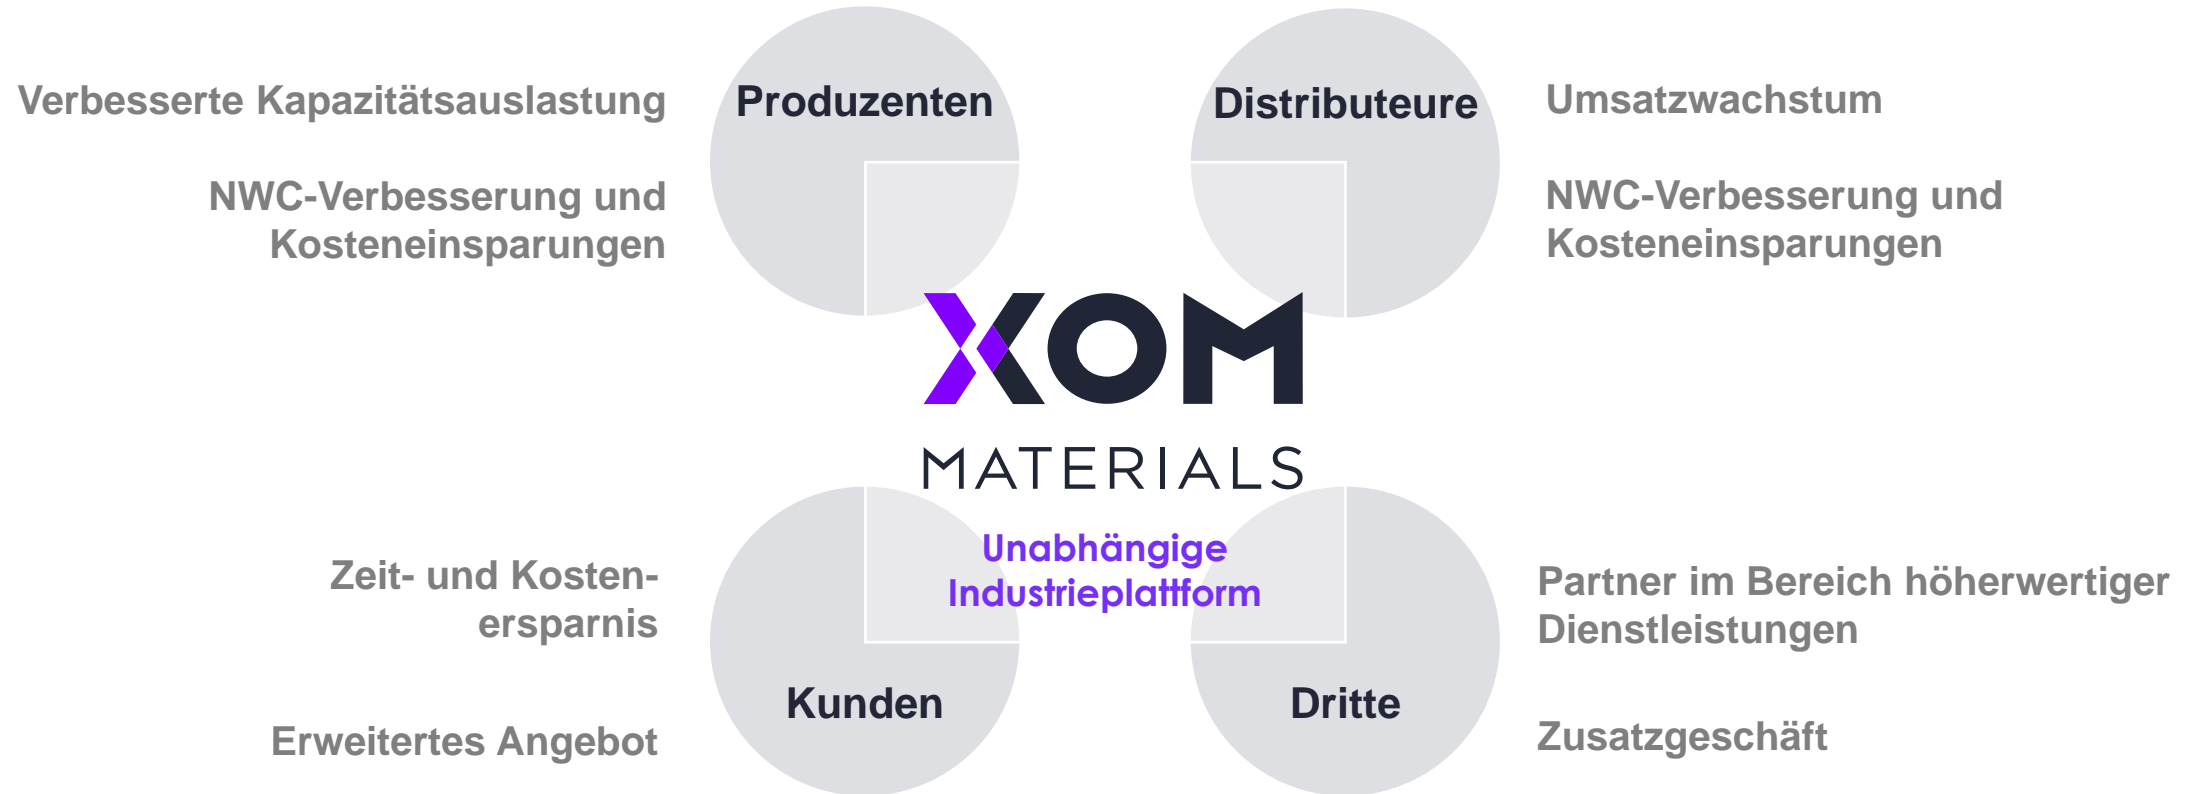 Verbesserte Kapazitätsauslastung
NWC-Verbesserung und
Kosteneinsparungen
Produzenten
Distributeure
Umsatzwachstum
NWC-Verbesserung und
Kosteneinsparungen
XOM
MATERIALS
Unabhängige
Industrieplattform
Zeit- und Kosten-
ersparnis
Erweitertes Angebot
Kunden
Dritte
Partner im Bereich höherwertiger
Dienstleistungen
Zusatzgeschäft